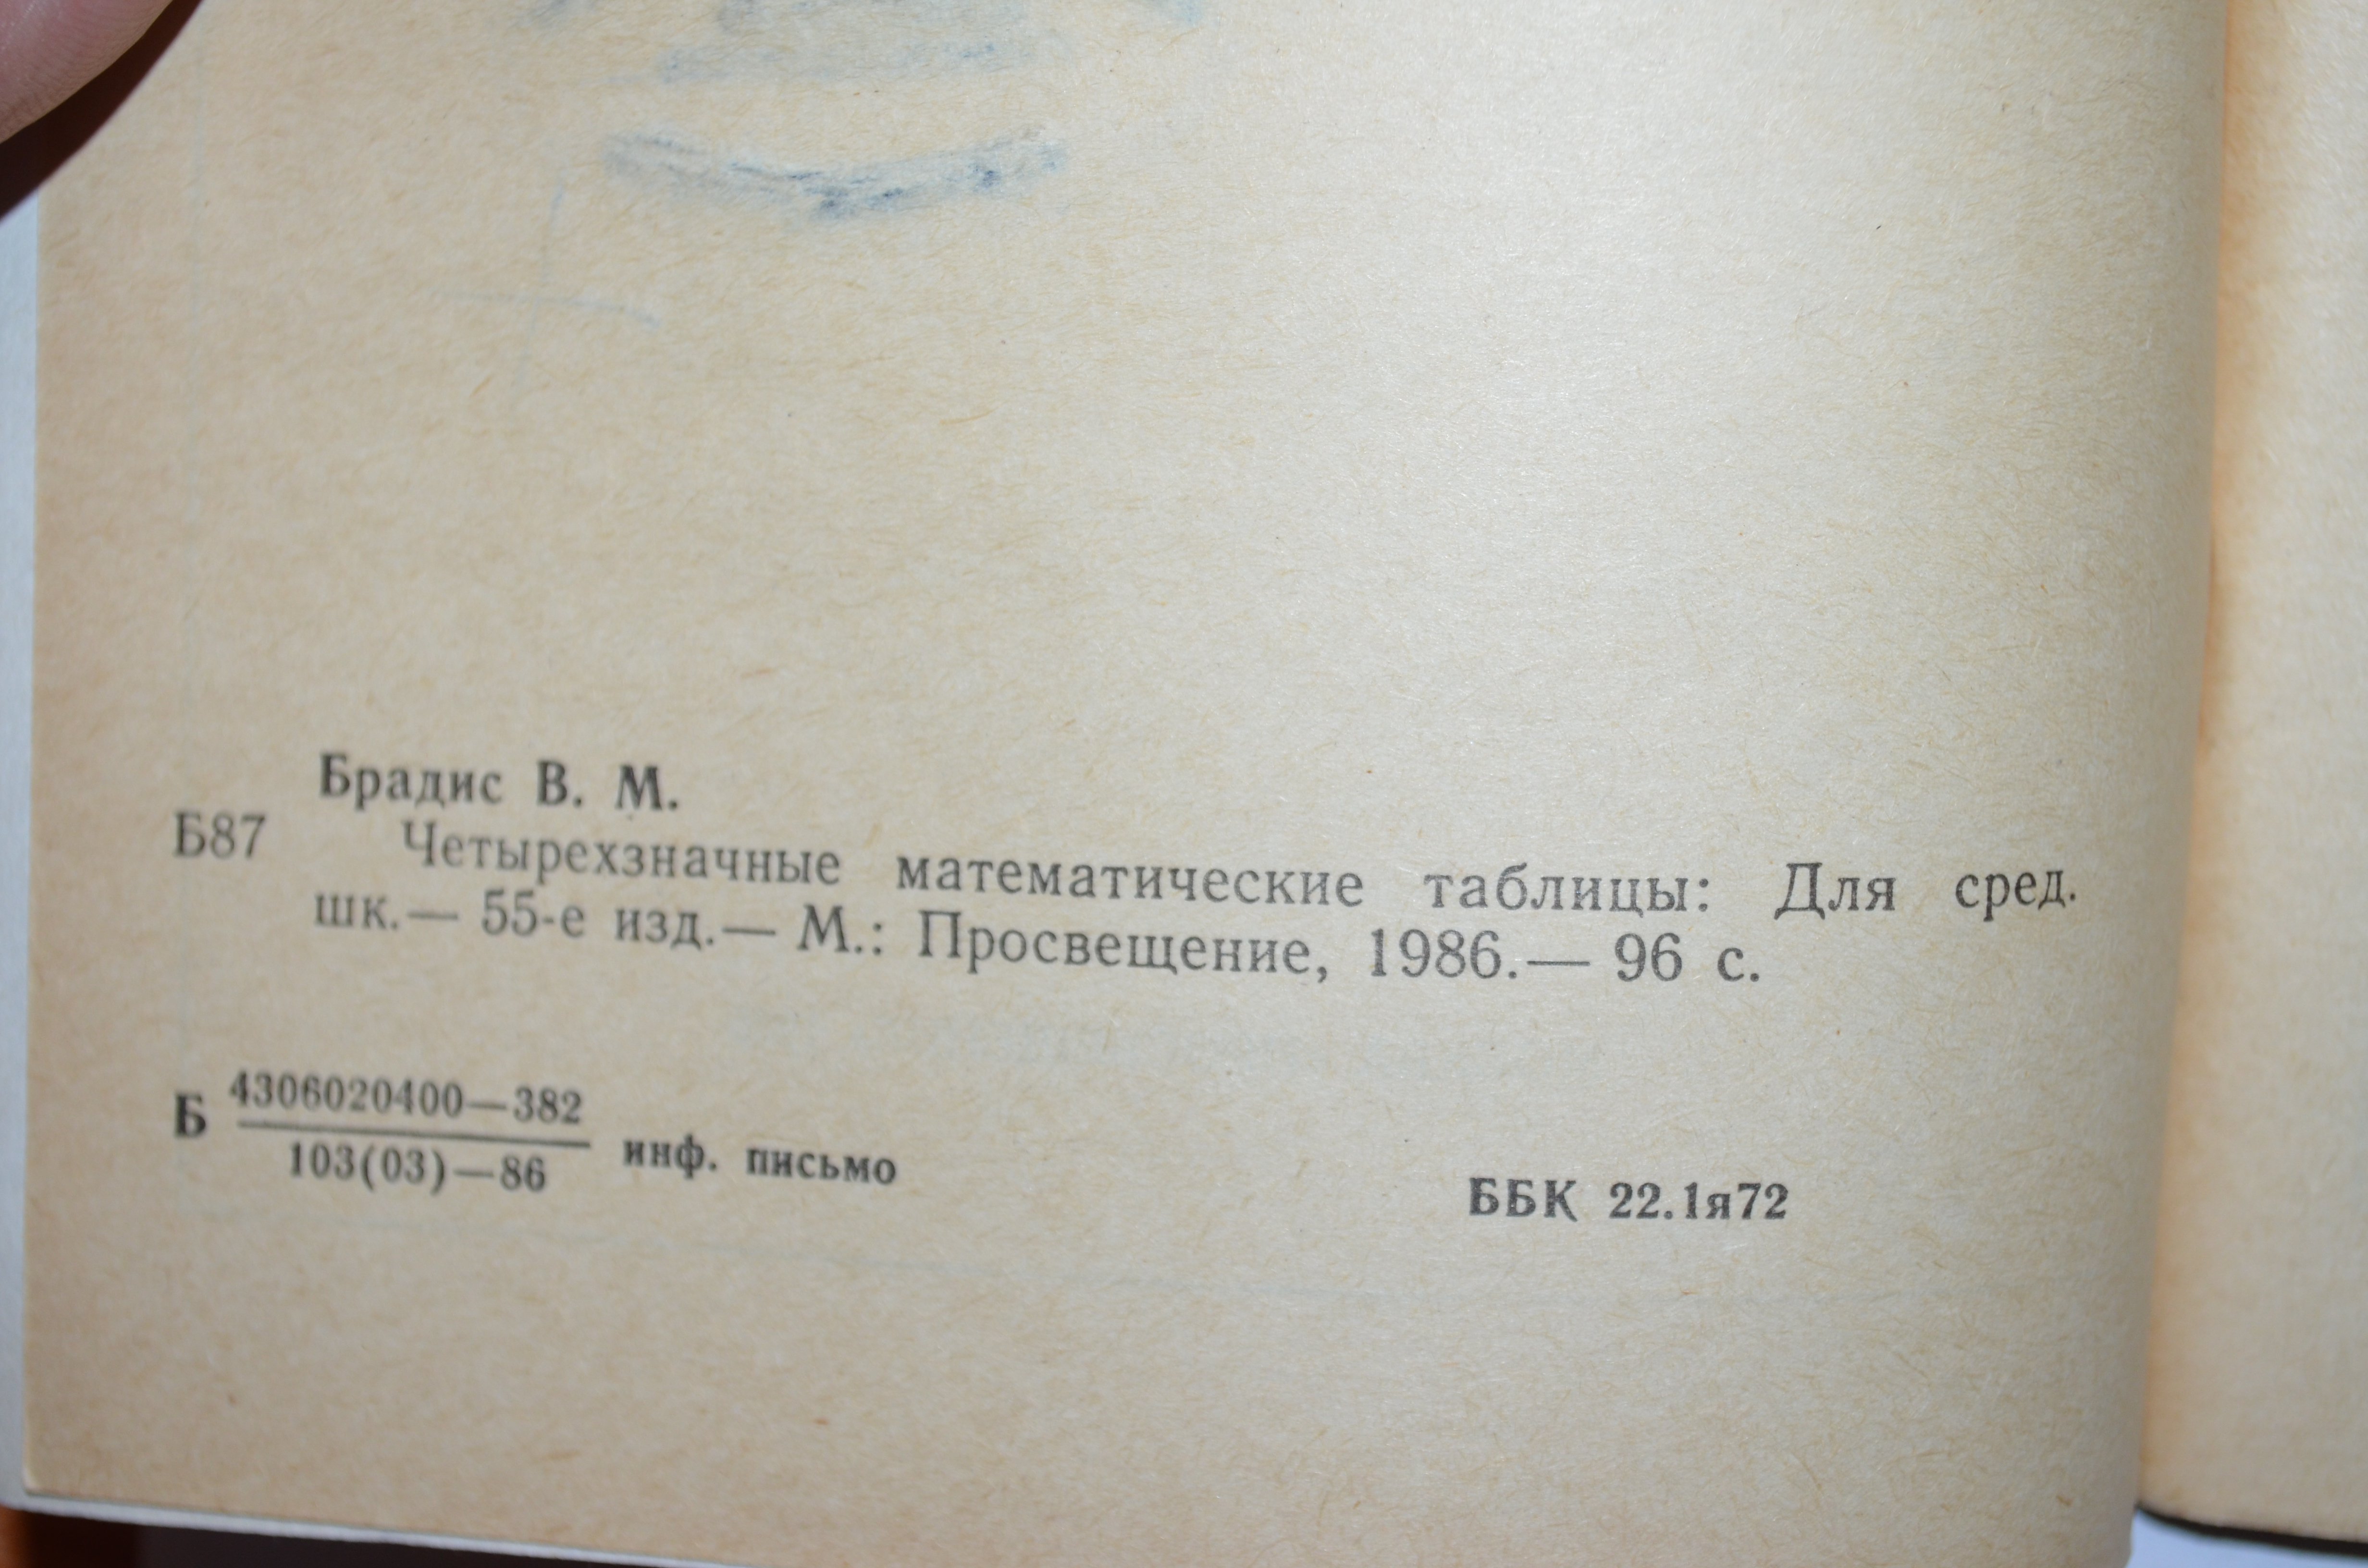 Брадис В. М.
Б87 Четырехзначные математические таблицы: Для сред.
шк.— 55-е изд.— М.: Просвещение, 1986.— 96 с.
Б 4306020400—382
103(03)—86 инф. письмо
ББК 22.1я72